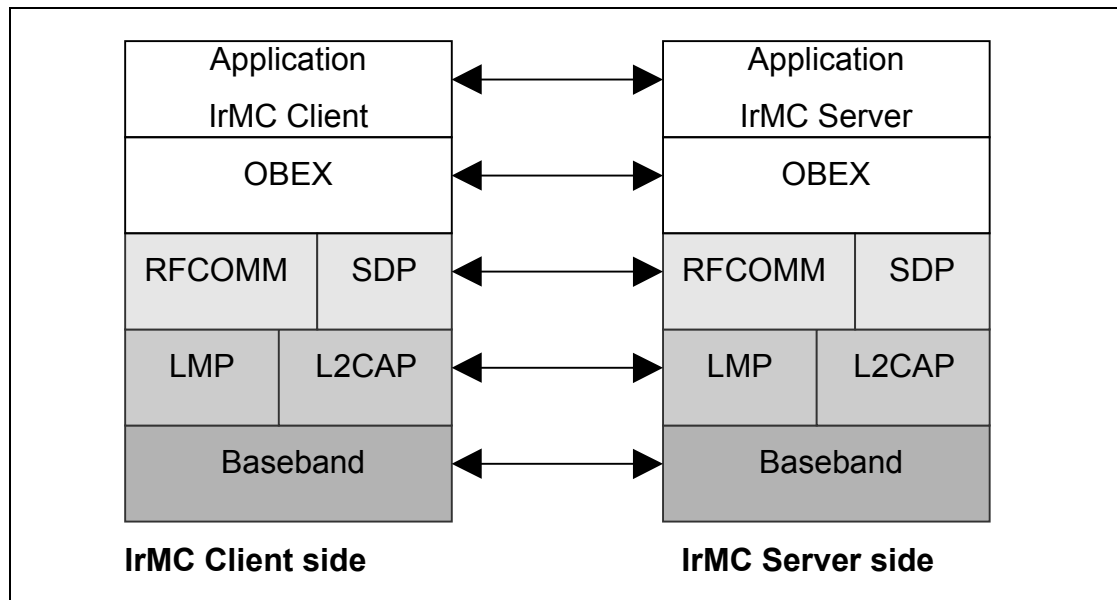 Application
IrMC Client
OBEX
RFCOMM
SDP
LMP
L2CAP
Baseband
IrMC Client side
Application
IrMC Server
OBEX
RFCOMM
SDP
LMP
L2CAP
Baseband
IrMC Server side